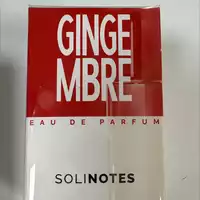 GINGE
MBRE
EAU DE PARFUM
SOLINOTES